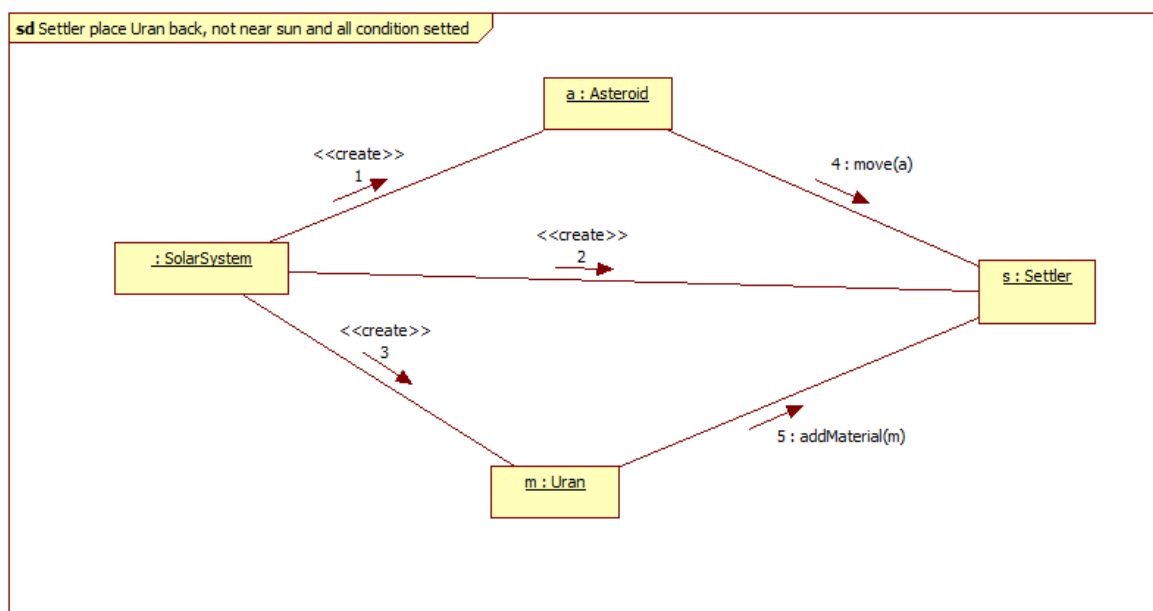 sd Settler place Uran back, not near sun and all condition setted
a : Asteroid
<<create>>
1
4 : move(a)
<<create>>
2
: SolarSystem
s : Settler
<<create>>
3
5 : addMaterial(m)
m : Uran